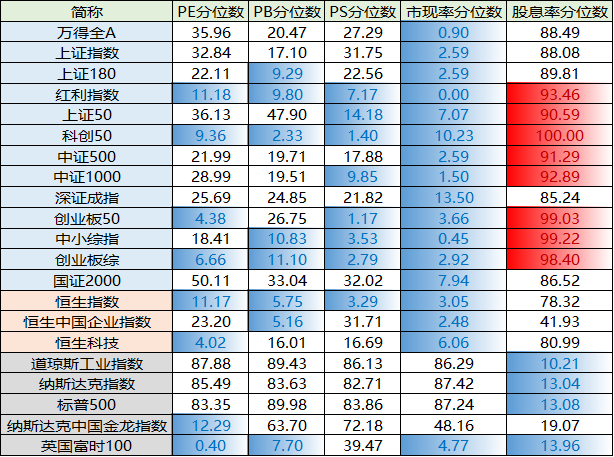 简称 PE分位数 PB分位数 PS分位数 市现率分位数 股息率分位数
万得全A 35.96 20.47 27.29 0.90 88.49
上证指数 32.84 17.10 31.75 2.59 88.08
上证180 22.11 9.29 22.56 2.59 89.81
红利指数 11.18 9.80 7.17 0.00 93.46
上证50 36.13 47.90 14.18 7.07 90.59
科创50 9.36 2.33 1.40 10.23 100.00
中证500 21.99 19.71 17.88 2.59 91.29
中证1000 28.99 19.51 9.85 1.50 92.89
深证成指 25.69 24.85 21.82 13.50 85.24
创业板50 4.38 26.75 1.17 3.66 99.03
中小综指 18.41 10.83 3.53 0.45 99.22
创业板综 6.66 11.10 2.79 2.92 98.40
国证2000 50.11 33.04 32.02 7.94 86.52
恒生指数 11.17 5.75 3.29 3.05 78.32
恒生中国企业指数 23.20 5.16 31.71 2.48 41.93
恒生科技 4.02 16.01 16.69 6.06 80.99
道琼斯工业指数 87.88 89.43 86.13 86.29 10.21
纳斯达克指数 85.49 83.63 82.71 87.42 13.04
标普500 83.35 89.98 83.86 87.24 13.08
纳斯达克中国金龙指数 12.29 63.70 72.18 48.16 19.07
英国富时100 0.40 7.70 39.47 4.77 13.96